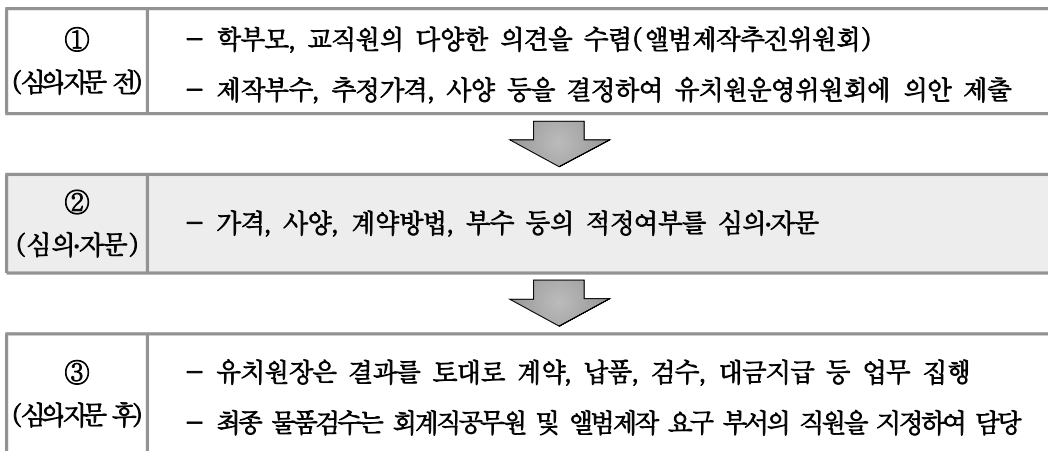 ①
(심의·자문 전)
- 학부모, 교직원의 다양한 의견을 수렴(앨범제작추진위원회)
- 제작부수, 추정가격, 사양 등을 결정하여 유치원운영위원회에 의안 제출
②
(심의·자문)
- 가격, 사양, 계약방법, 부수 등의 적정여부를 심의·자문
③
(심의·자문 후)
- 유치원장은 결과를 토대로 계약, 납품, 검수, 대금지급 등 업무 집행
- 최종 물품검수는 회계직공무원 및 앨범제작 요구 부서의 직원을 지정하여 담당